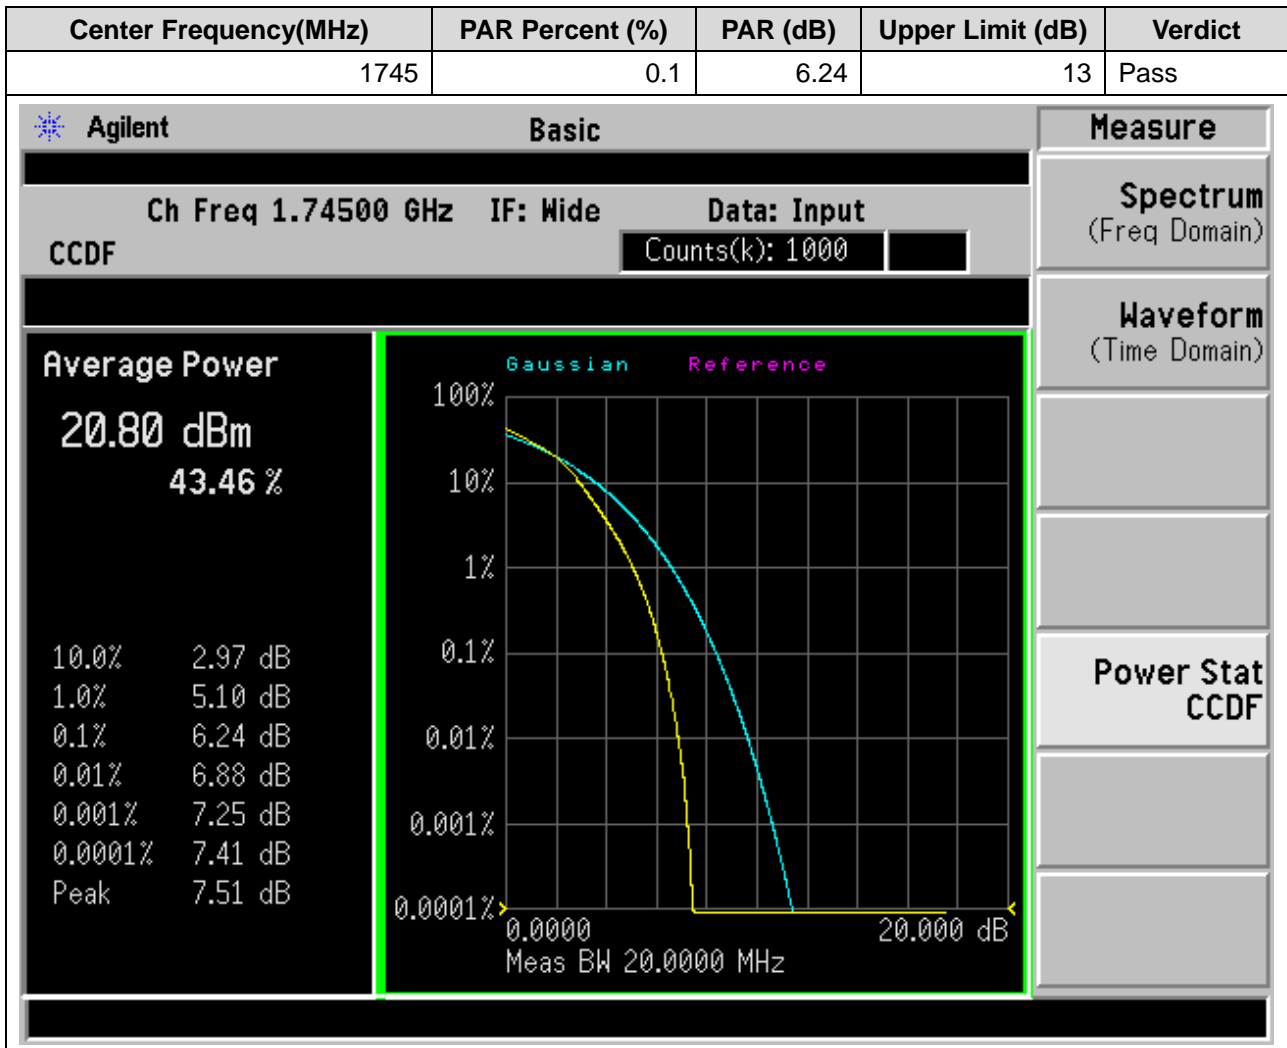 Center Frequency(MHz) PAR Percent (%) PAR (dB) Upper Limit (dB) Verdict
1745 0.1 6.24 13 Pass
Agilent Basic Measure
Ch Freq 1.74500 GHz IF: Wide Data: Input
CCDF Counts(k): 1000
Average Power
20.80 dBm
43.46 %
10.0% 2.97 dB
1.0% 5.10 dB
0.1% 6.24 dB
0.01% 6.88 dB
0.001% 7.25 dB
0.0001% 7.41 dB
Peak 7.51 dB
Gaussian Reference
100%
10%
1%
0.1%
0.01%
0.001%
0.0001%
0.0000 20.000 dB
Meas BW 20.0000 MHz
Spectrum
(Freq Domain)
Waveform
(Time Domain)
Power Stat
CCDF